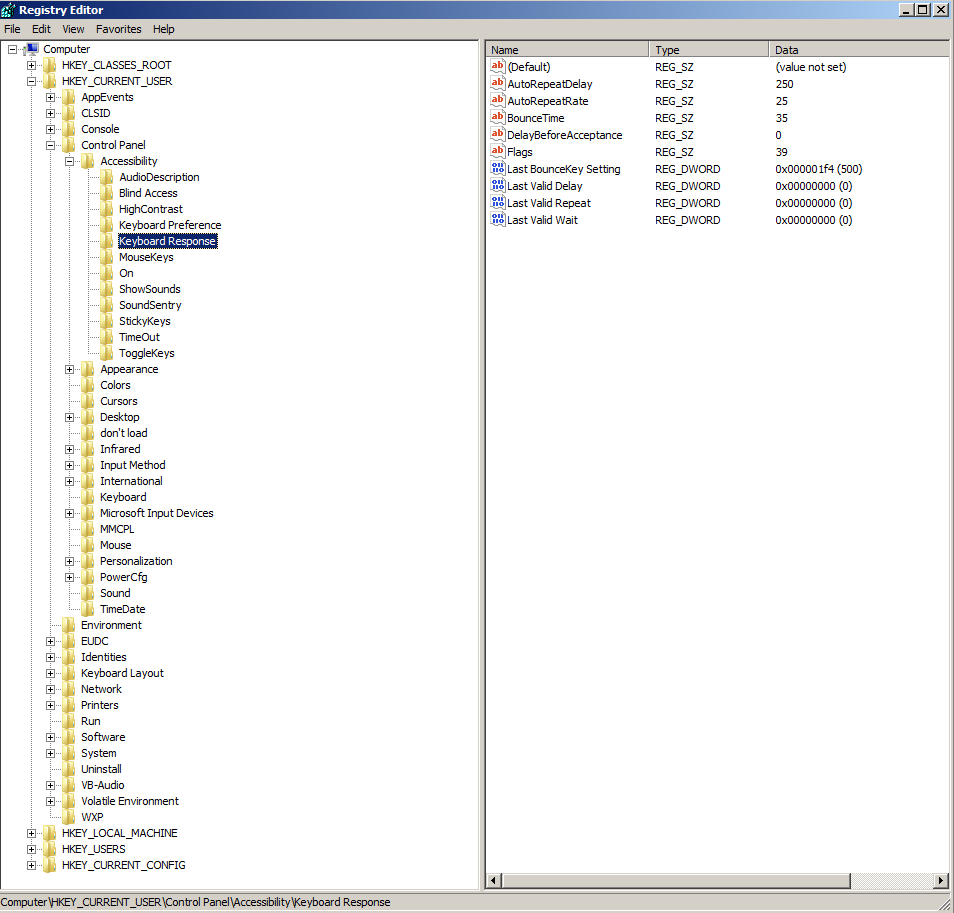 Registry Editor
File Edit View Favorites Help
Computer
HKEY_CLASSES_ROOT
HKEY_CURRENT_USER
AppEvents
CLSID
Console
Control Panel
Accessibility
AudioDescription
Blind Access
HighContrast
Keyboard Preference
Keyboard Response
MouseKeys
On
ShowSounds
SoundSentry
StickyKeys
TimeOut
ToggleKeys
Appearance
Colors
Cursors
Desktop
don't load
Infrared
Input Method
International
Keyboard
Microsoft Input Devices
MMCPL
Mouse
Personalization
PowerCfg
Sound
TimeDate
Environment
EUDC
Identities
Keyboard Layout
Network
Printers
Run
Software
System
Uninstall
VB-Audio
Volatile Environment
WXP
HKEY_LOCAL_MACHINE
HKEY_USERS
HKEY_CURRENT_CONFIG
Name Type Data
(Default) REG_SZ (value not set)
AutoRepeatDelay REG_SZ 250
AutoRepeatRate REG_SZ 25
BounceTime REG_SZ 35
DelayBeforeAcceptance REG_SZ 0
Flags REG_SZ 39
Last BounceKey Setting REG_DWORD 0x000001f4 (500)
Last Valid Delay REG_DWORD 0x00000000 (0)
Last Valid Repeat REG_DWORD 0x00000000 (0)
Last Valid Wait REG_DWORD 0x00000000 (0)
Computer\HKEY_CURRENT_USER\Control Panel\Accessibility\Keyboard Response